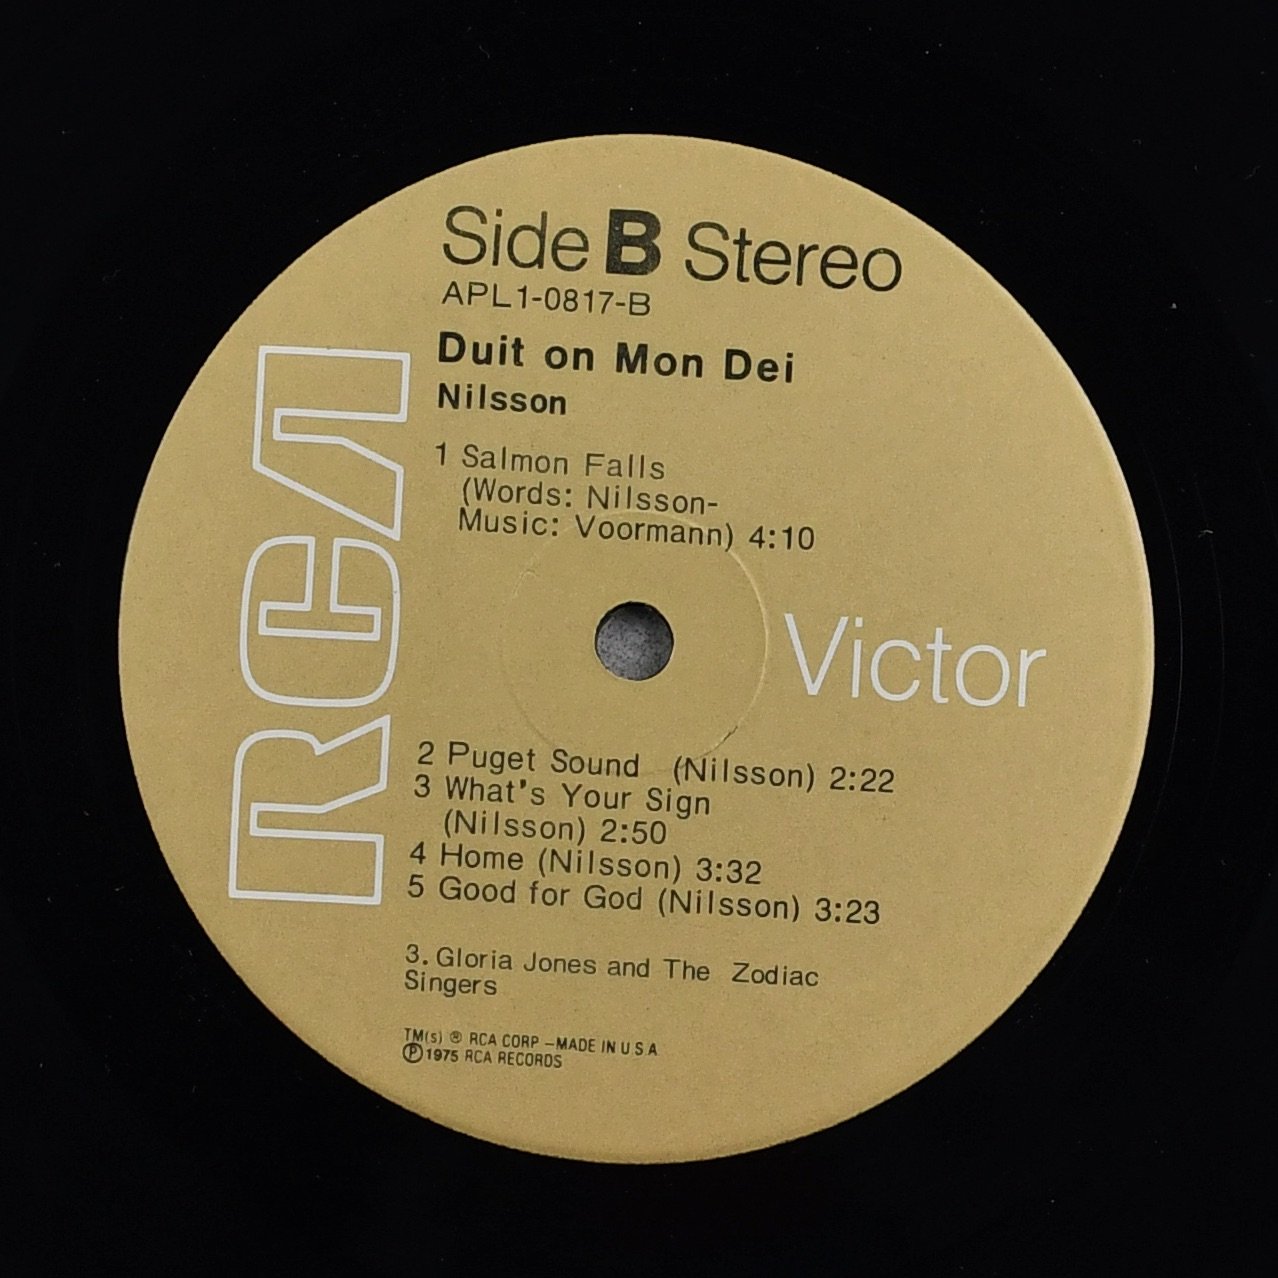 Side B Stereo
APL1-0817-B
Duit on Mon Dei
Nilsson
1 Salmon Falls
(Words: Nilsson-
Music: Voormann) 4:10
RCA
Victor
2 Puget Sound (Nilsson) 2:22
3 What's Your Sign
(Nilsson) 2:50
4 Home (Nilsson) 3:32
5 Good for God (Nilsson) 3:23
3. Gloria Jones and The Zodiac
Singers
TM(s) ® RCA CORP – MADE IN U S A
℗ 1975 RCA RECORDS